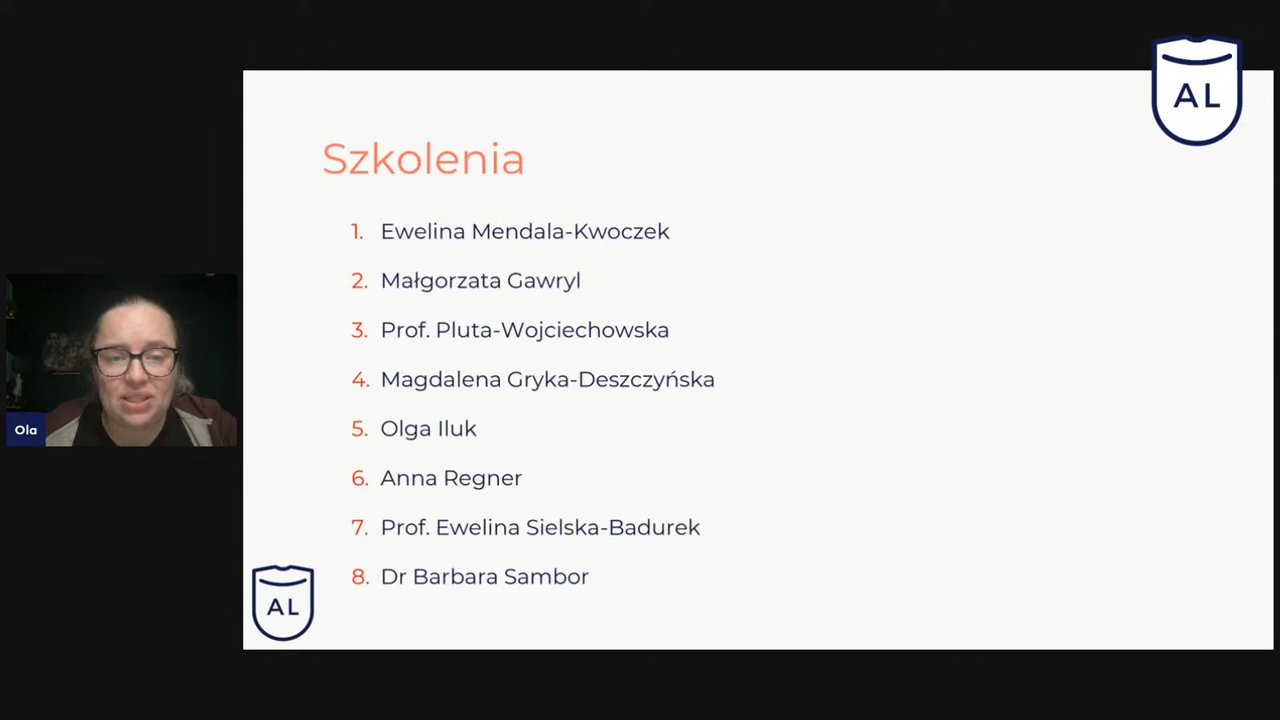 AL
Szkolenia
1. Ewelina Mendala-Kwoczek
2. Małgorzata Gawryl
3. Prof. Pluta-Wojciechowska
4. Magdalena Gryka-Deszczyńska
5. Olga Iluk
6. Anna Regner
7. Prof. Ewelina Sielska-Badurek
8. Dr Barbara Sambor
Ola
AL